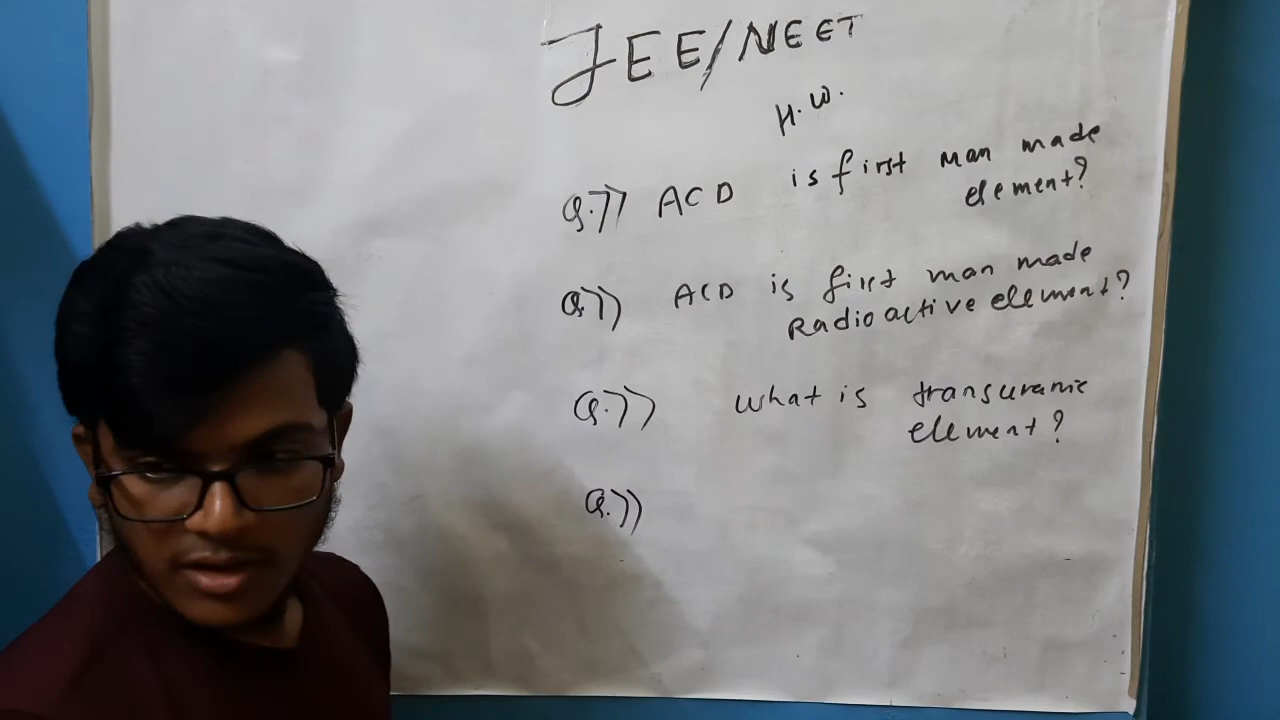 JEE/NEET
H.W.
Q.>> ACD is first man made
element?
Q>> ACD is first man made
Radioactive element?
Q.>> What is transuranic
element?
Q.>>